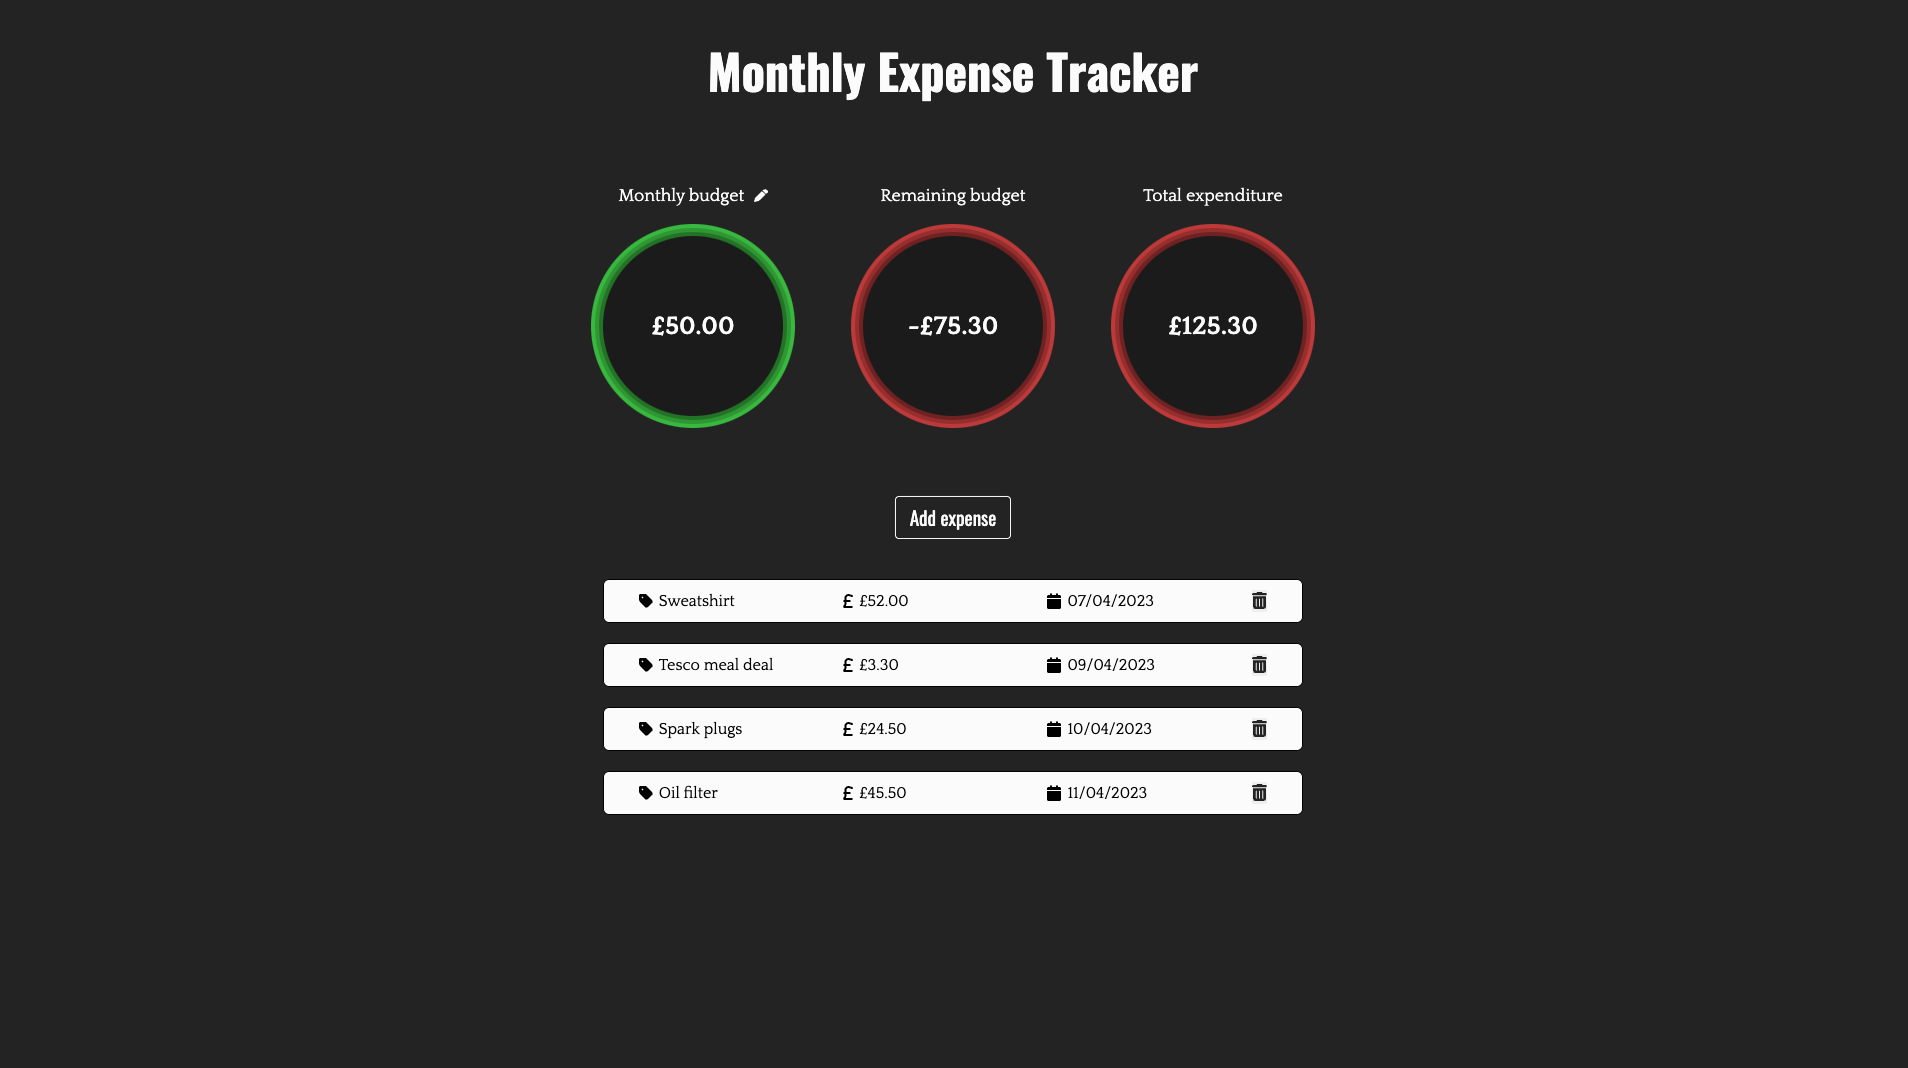 Monthly Expense Tracker
Monthly budget Remaining budget Total expenditure
£50.00 -£75.30 £125.30
Add expense
Sweatshirt £ £52.00 07/04/2023
Tesco meal deal £ £3.30 09/04/2023
Spark plugs £ £24.50 10/04/2023
Oil filter £ £45.50 11/04/2023